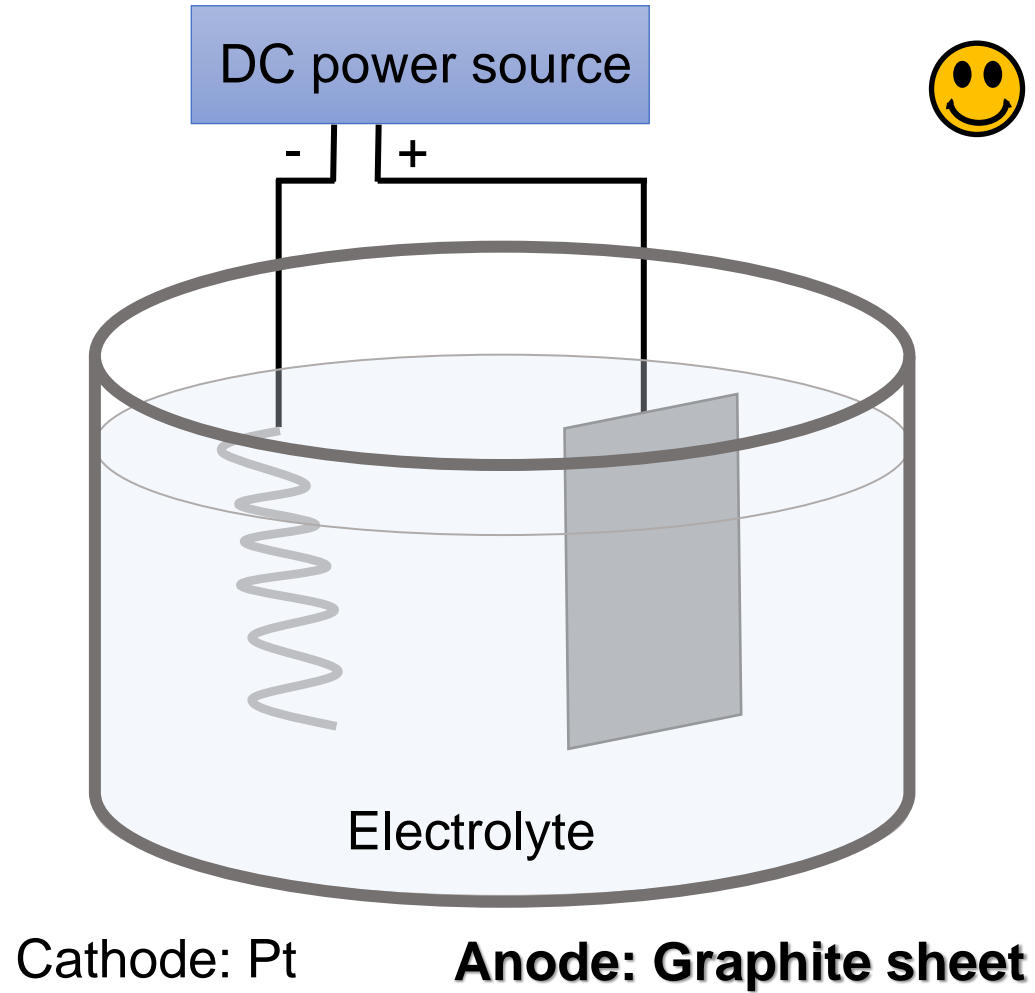 DC power source
- +
Electrolyte
Cathode: Pt
Anode: Graphite sheet